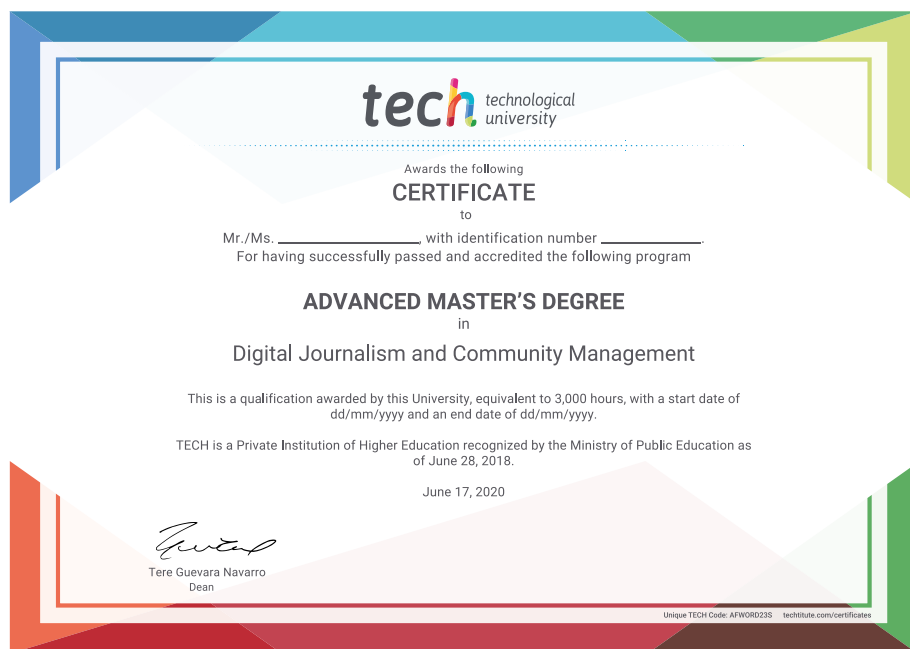 tech technological
university
Awards the following
CERTIFICATE
to
Mr./Ms. ____________________, with identification number ______________.
For having successfully passed and accredited the following program
ADVANCED MASTER’S DEGREE
in
Digital Journalism and Community Management
This is a qualification awarded by this University, equivalent to 3,000 hours, with a start date of
dd/mm/yyyy and an end date of dd/mm/yyyy.
TECH is a Private Institution of Higher Education recognized by the Ministry of Public Education as
of June 28, 2018.
June 17, 2020
Tere Guevara Navarro
Dean
Unique TECH Code: AFWORD23S techtitute.com/certificates